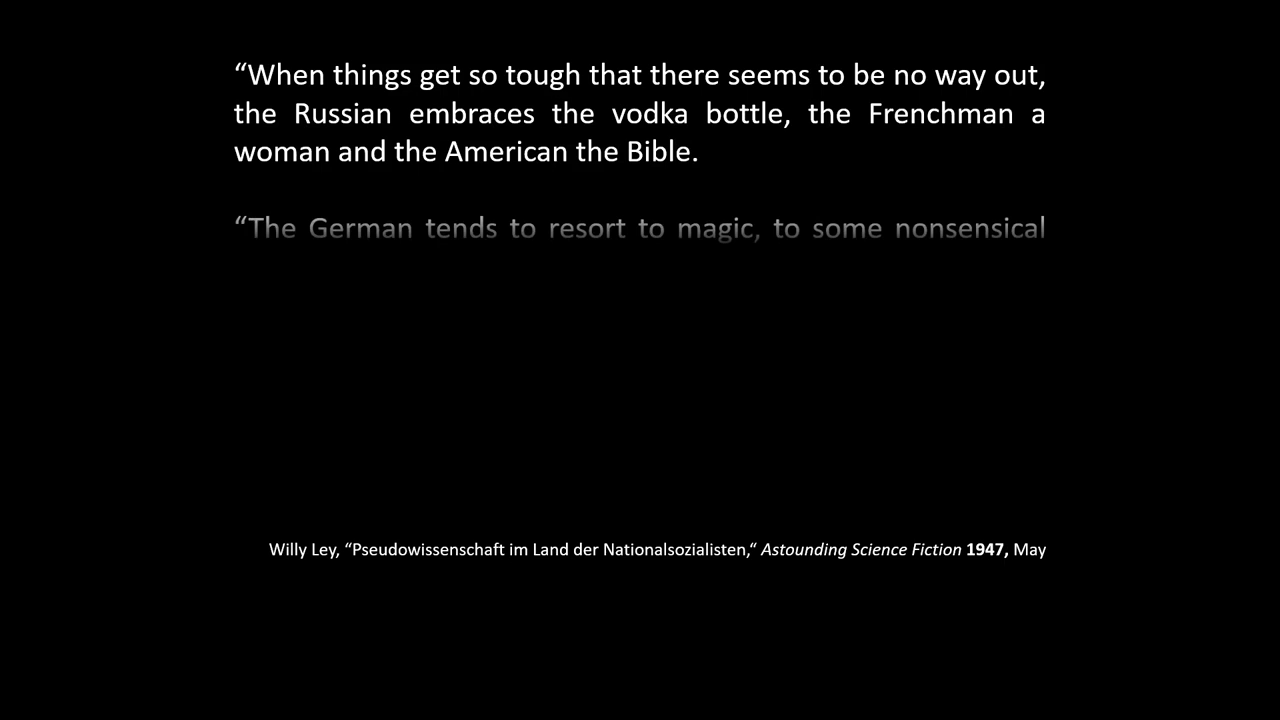 “When things get so tough that there seems to be no way out,
the Russian embraces the vodka bottle, the Frenchman a
woman and the American the Bible.
“The German tends to resort to magic, to some nonsensical
Willy Ley, “Pseudowissenschaft im Land der Nationalsozialisten,“ Astounding Science Fiction 1947, May